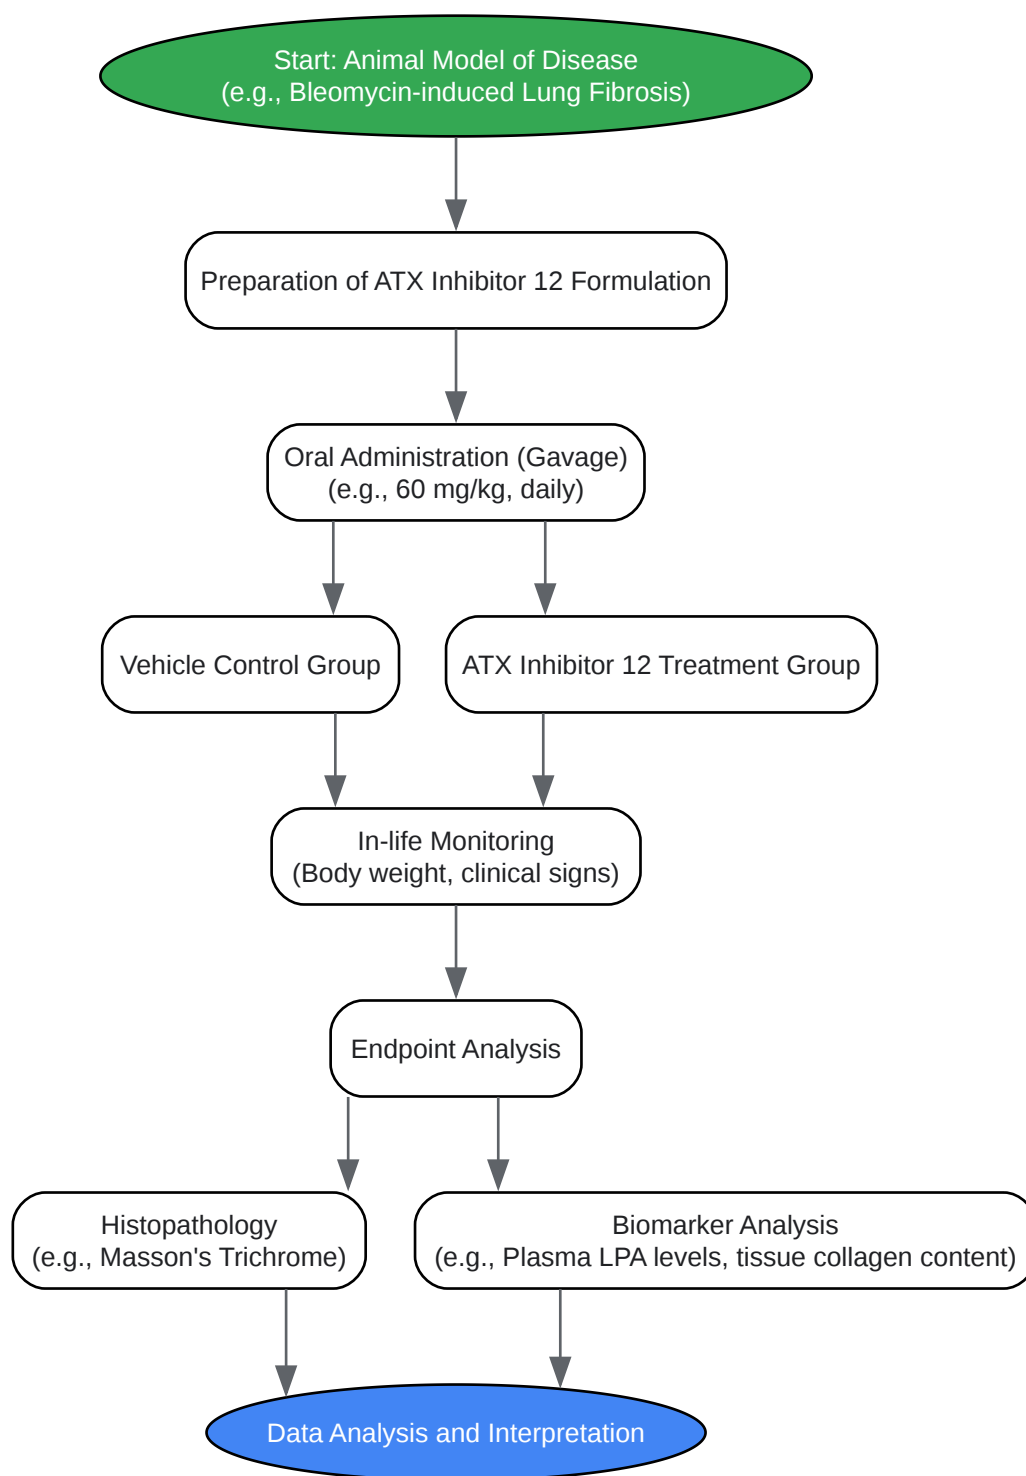 Start: Animal Model of Disease
(e.g., Bleomycin-induced Lung Fibrosis)
Preparation of ATX Inhibitor 12 Formulation
Oral Administration (Gavage)
(e.g., 60 mg/kg, daily)
Vehicle Control Group
ATX Inhibitor 12 Treatment Group
In-life Monitoring
(Body weight, clinical signs)
Endpoint Analysis
Histopathology
(e.g., Masson's Trichrome)
Biomarker Analysis
(e.g., Plasma LPA levels, tissue collagen content)
Data Analysis and Interpretation